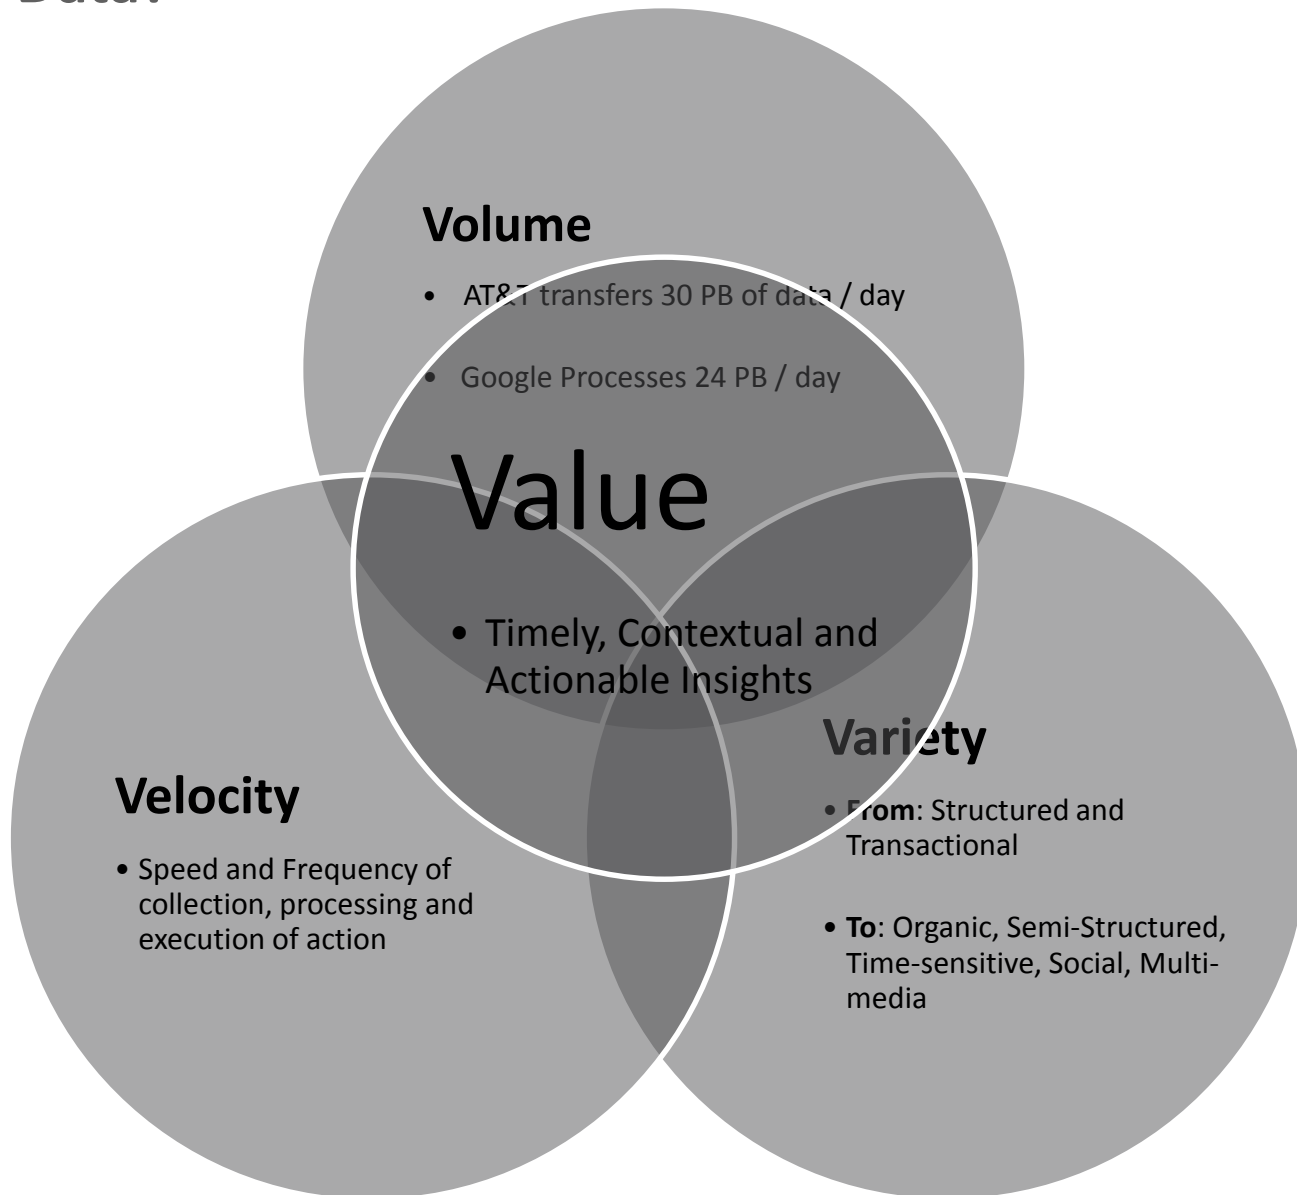 Volume
• AT&T transfers 30 PB of data / day
• Google Processes 24 PB / day
Value
• Timely, Contextual and
Actionable Insights
Velocity
• Speed and Frequency of
collection, processing and
execution of action
Variety
• From: Structured and
Transactional
• To: Organic, Semi-Structured,
Time-sensitive, Social, Multi-
media